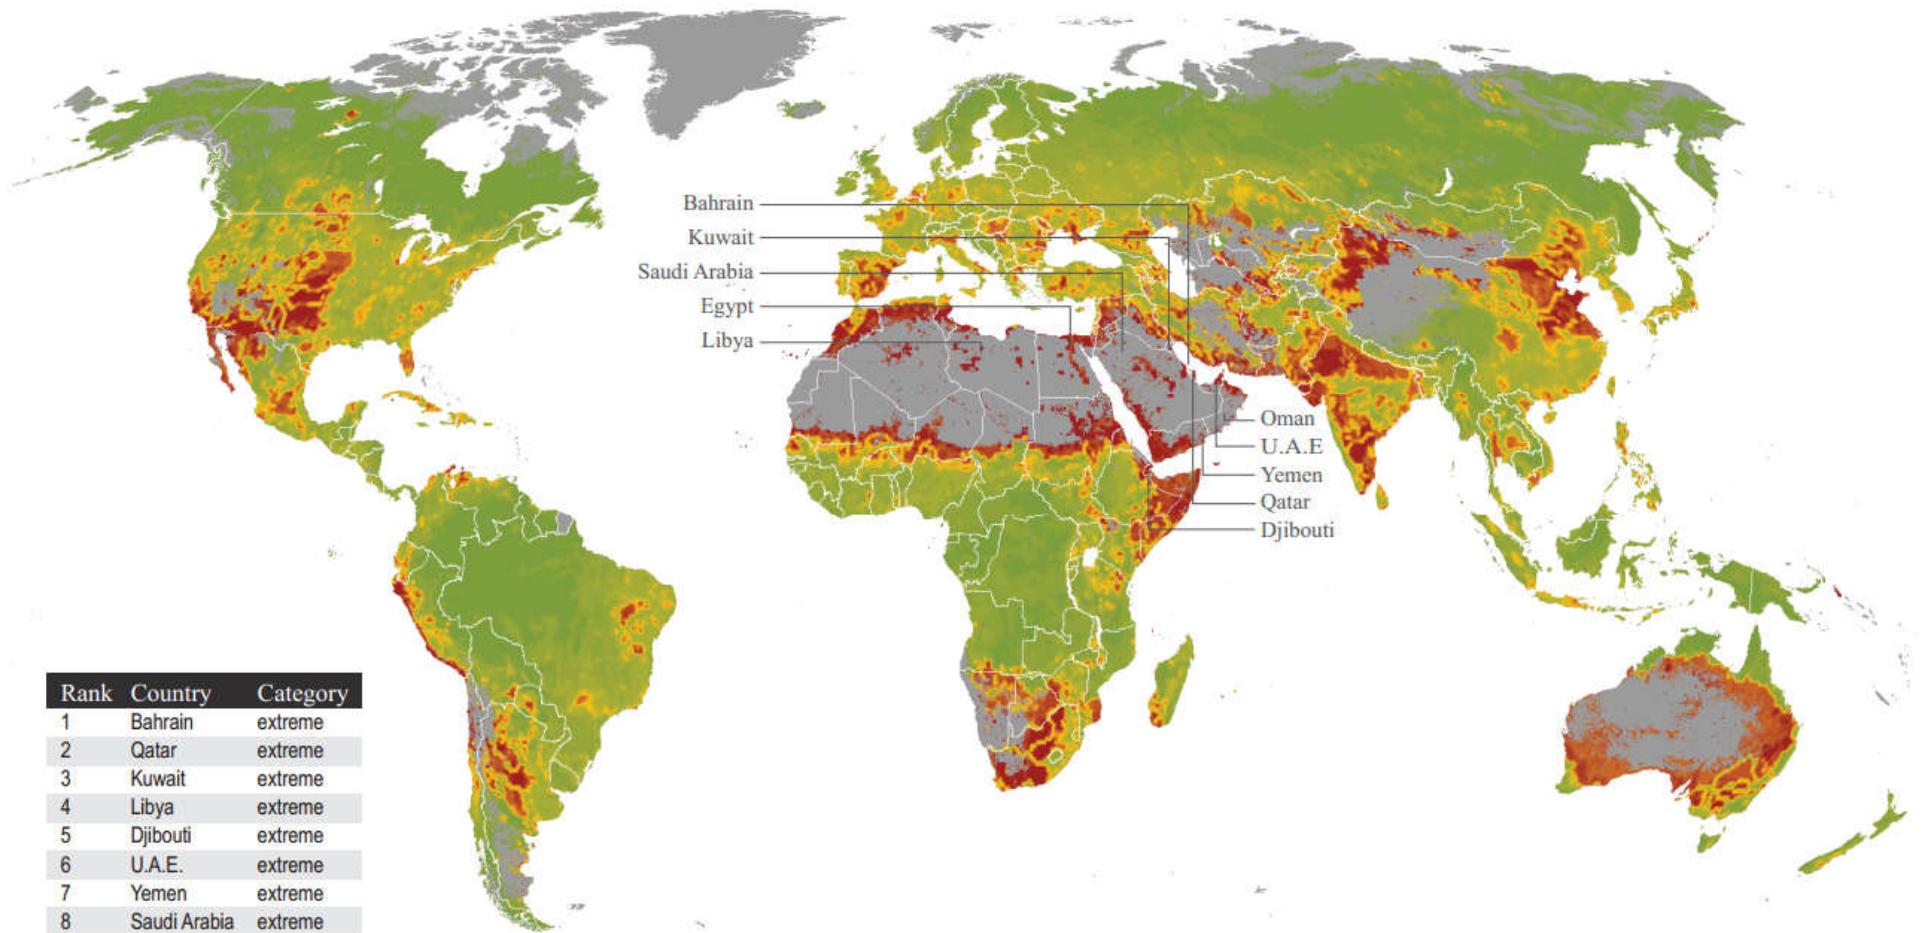 Bahrain
Kuwait
Saudi Arabia
Egypt
Libya
Oman
U.A.E
Yemen
Qatar
Djibouti
Rank Country Category
1 Bahrain extreme
2 Qatar extreme
3 Kuwait extreme
4 Libya extreme
5 Djibouti extreme
6 U.A.E. extreme
7 Yemen extreme
8 Saudi Arabia extreme